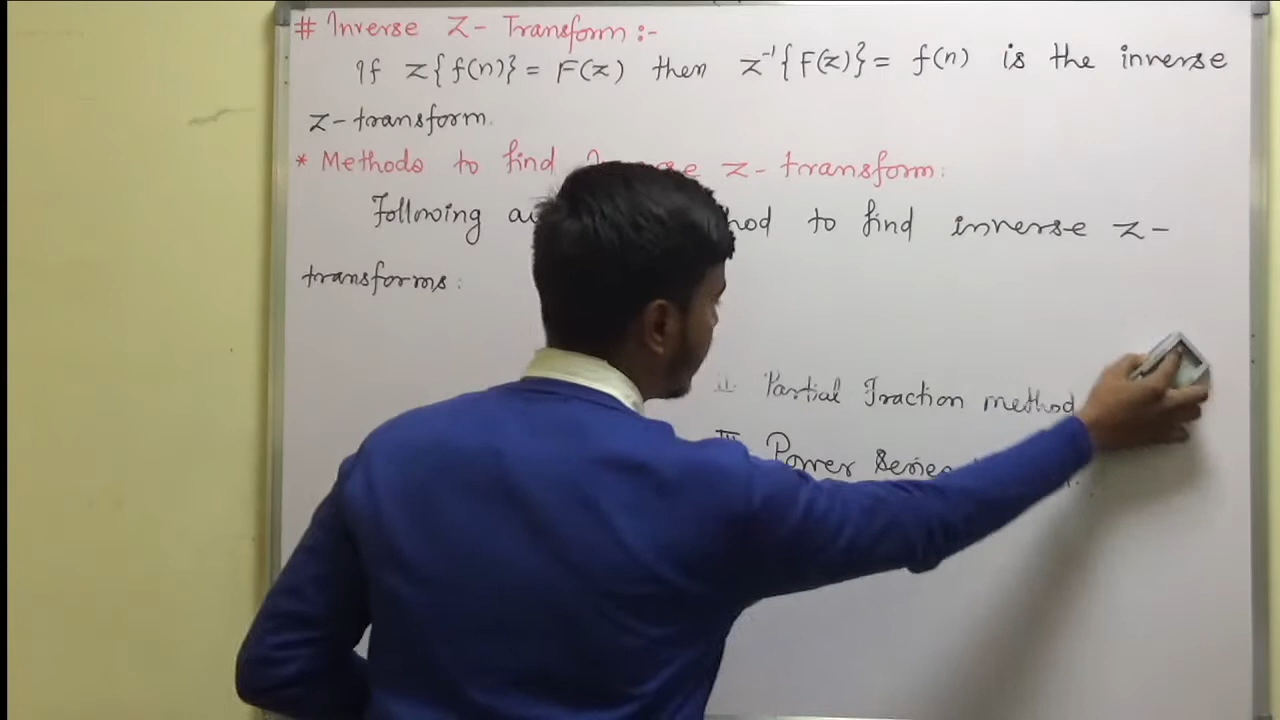 # Inverse Z- Transform :-
If Z{f(n)} = F(z) then Z⁻¹{F(z)} = f(n) is the inverse
Z-transform.
* Methods to find z-transform:
Following to find inverse z-
transforms:
II. Partial Fraction method
III Power Series